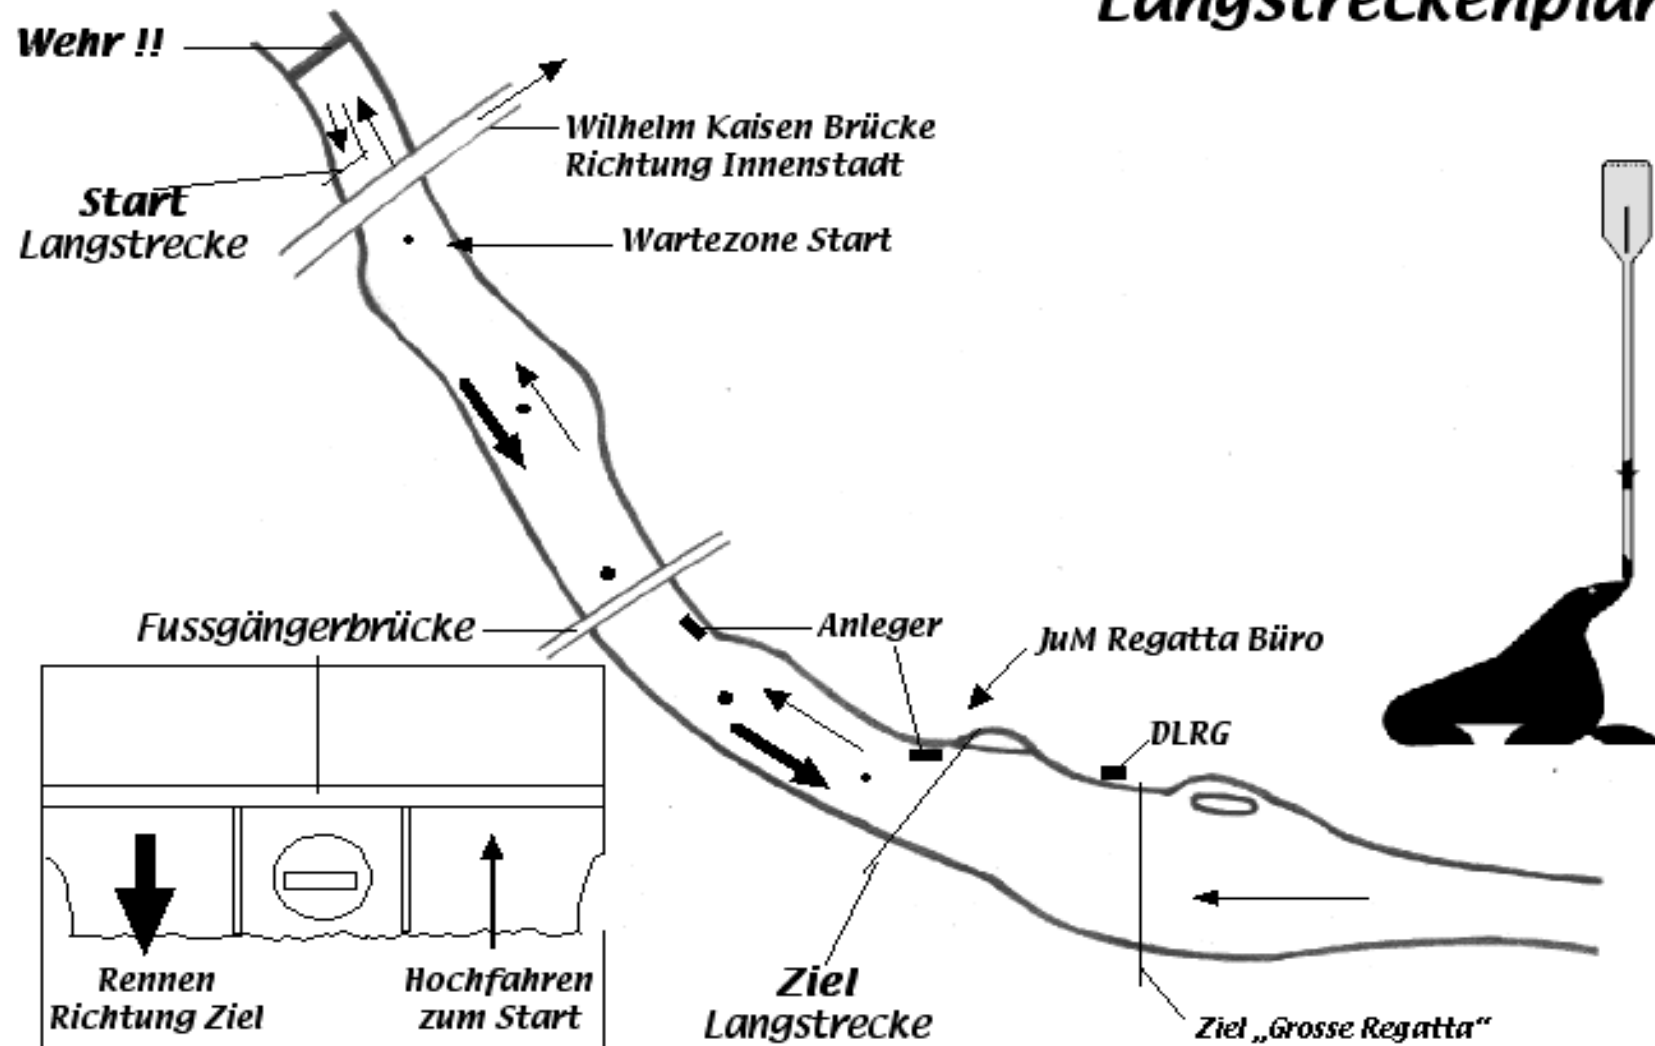 Langstreckenplan
Wehr !!
Wilhelm Kaisen Brücke
Richtung Innenstadt
Start
Langstrecke
Wartezone Start
Fussgängerbrücke
Anleger
JuM Regatta Büro
DLRG
Rennen
Richtung Ziel
Hochfahren
zum Start
Ziel
Langstrecke
Ziel „Grosse Regatta“